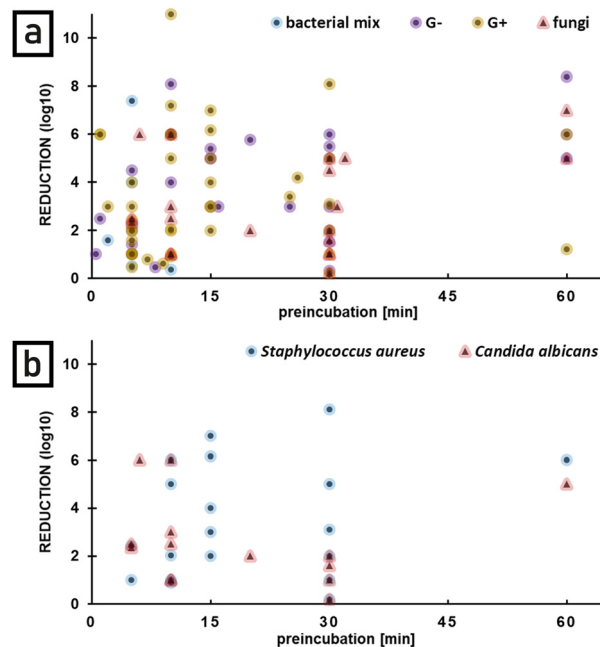 a
bacterial mix G- G+ fungi
REDUCTION (log10)
10
8
6
4
2
0
0 15 30 45 60
preincubation [min]
b
Staphylococcus aureus Candida albicans
REDUCTION (log10)
10
8
6
4
2
0
0 15 30 45 60
preincubation [min]